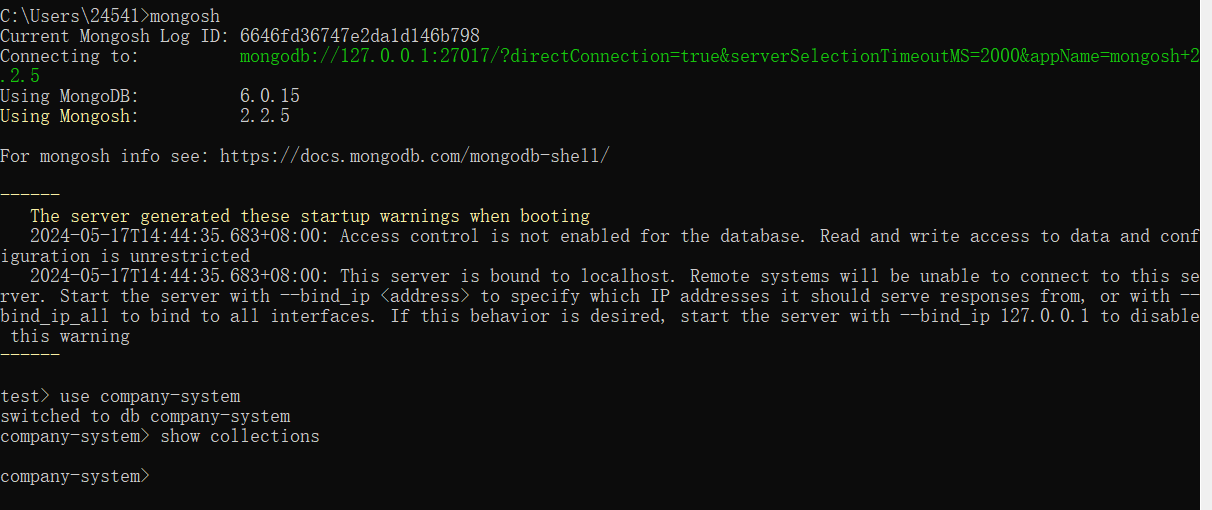 C:\Users\24541>mongosh
Current Mongosh Log ID: 6646fd36747e2da1d146b798
Connecting to:          mongodb://127.0.0.1:27017/?directConnection=true&serverSelectionTimeoutMS=2000&appName=mongosh+2
.2.5
Using MongoDB:          6.0.15
Using Mongosh:          2.2.5
For mongosh info see: https://docs.mongodb.com/mongodb-shell/
------
   The server generated these startup warnings when booting
   2024-05-17T14:44:35.683+08:00: Access control is not enabled for the database. Read and write access to data and conf
iguration is unrestricted
   2024-05-17T14:44:35.683+08:00: This server is bound to localhost. Remote systems will be unable to connect to this se
rver. Start the server with --bind_ip <address> to specify which IP addresses it should serve responses from, or with --
bind_ip_all to bind to all interfaces. If this behavior is desired, start the server with --bind_ip 127.0.0.1 to disable
 this warning
------
test> use company-system
switched to db company-system
company-system> show collections
company-system>